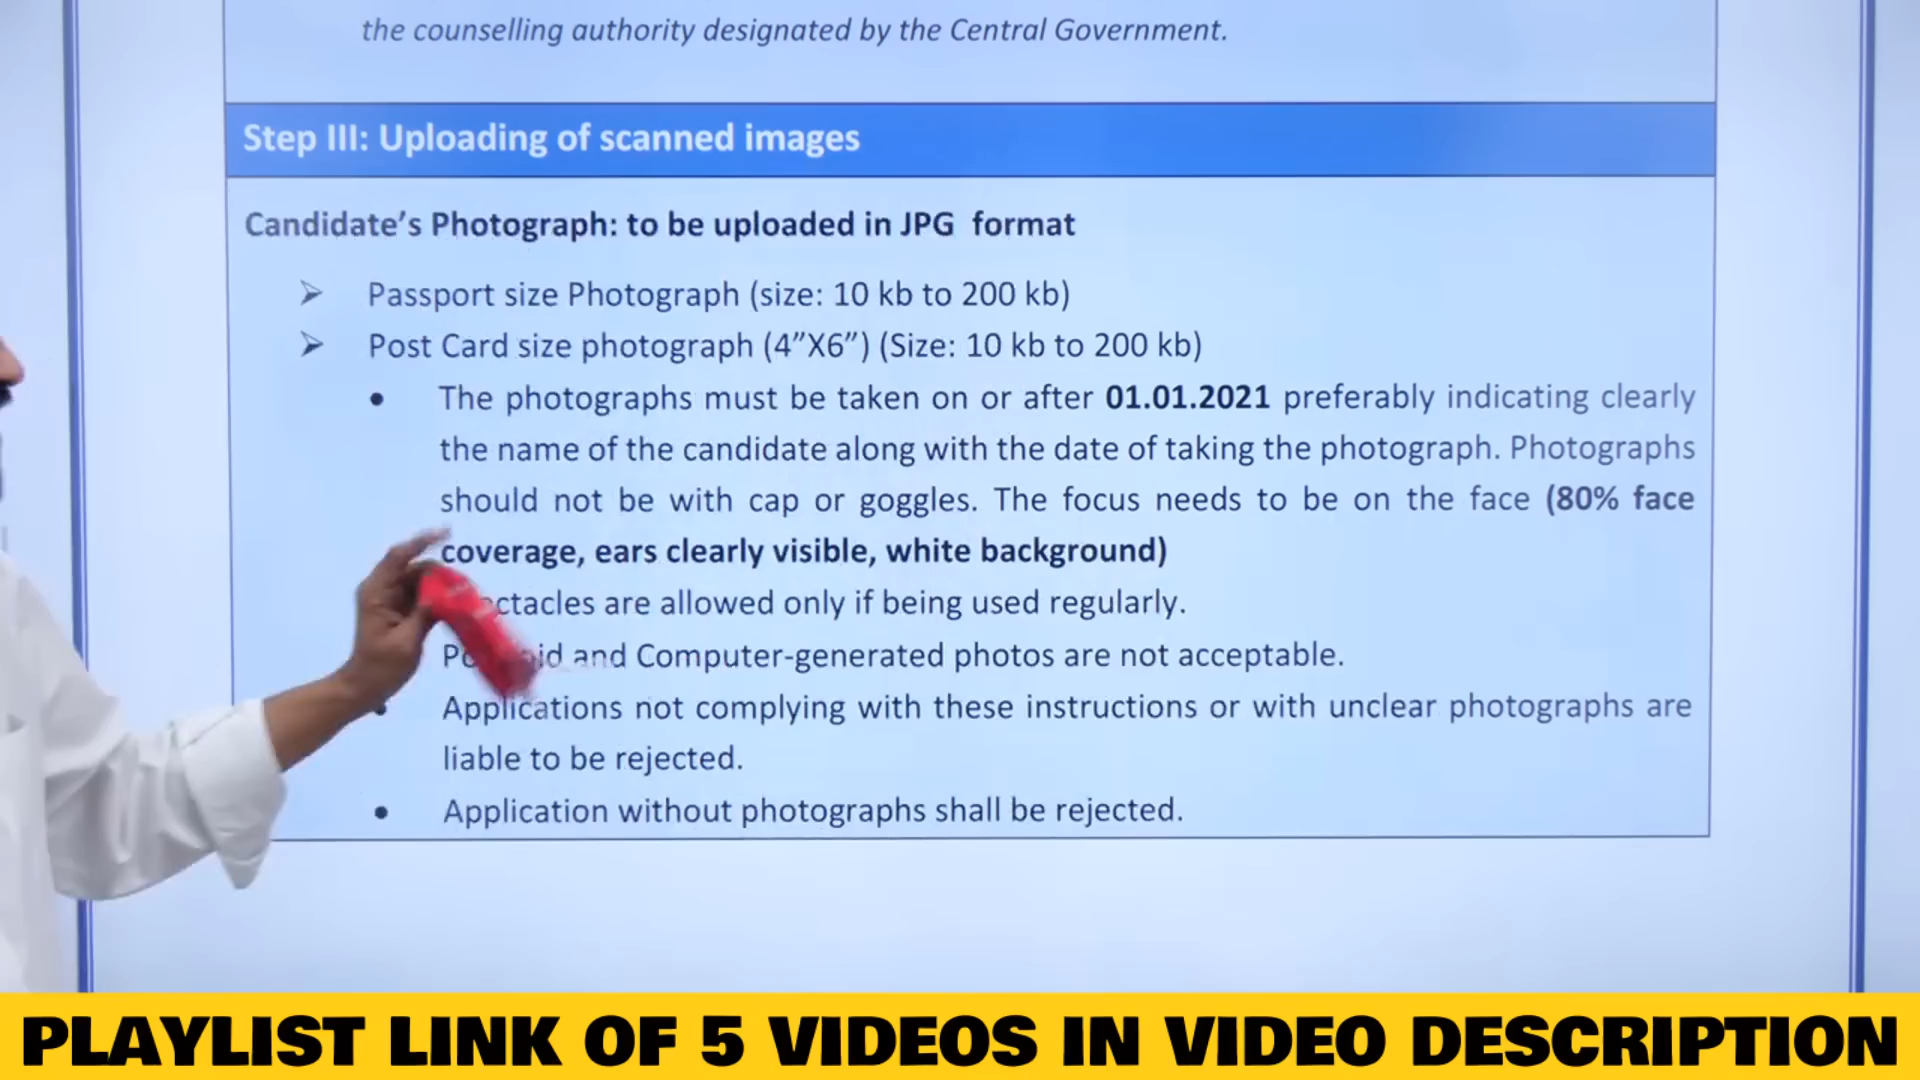 the counselling authority designated by the Central Government.
Step III: Uploading of scanned images
Candidate’s Photograph: to be uploaded in JPG format
➢ Passport size Photograph (size: 10 kb to 200 kb)
➢ Post Card size photograph (4”X6”) (Size: 10 kb to 200 kb)
• The photographs must be taken on or after 01.01.2021 preferably indicating clearly
the name of the candidate along with the date of taking the photograph. Photographs
should not be with cap or goggles. The focus needs to be on the face (80% face
coverage, ears clearly visible, white background)
are allowed only if being used regularly.
and Computer-generated photos are not acceptable.
• Applications not complying with these instructions or with unclear photographs are
liable to be rejected.
• Application without photographs shall be rejected.
PLAYLIST LINK OF 5 VIDEOS IN VIDEO DESCRIPTION